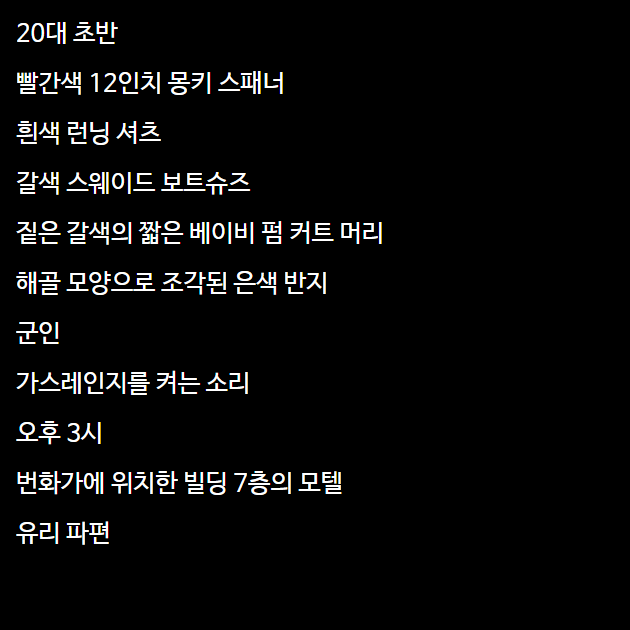 20대 초반
빨간색 12인치 몽키 스패너
흰색 런닝 셔츠
갈색 스웨이드 보트슈즈
짙은 갈색의 짧은 베이비 펌 커트 머리
해골 모양으로 조각된 은색 반지
군인
가스레인지를 켜는 소리
오후 3시
번화가에 위치한 빌딩 7층의 모텔
유리 파편